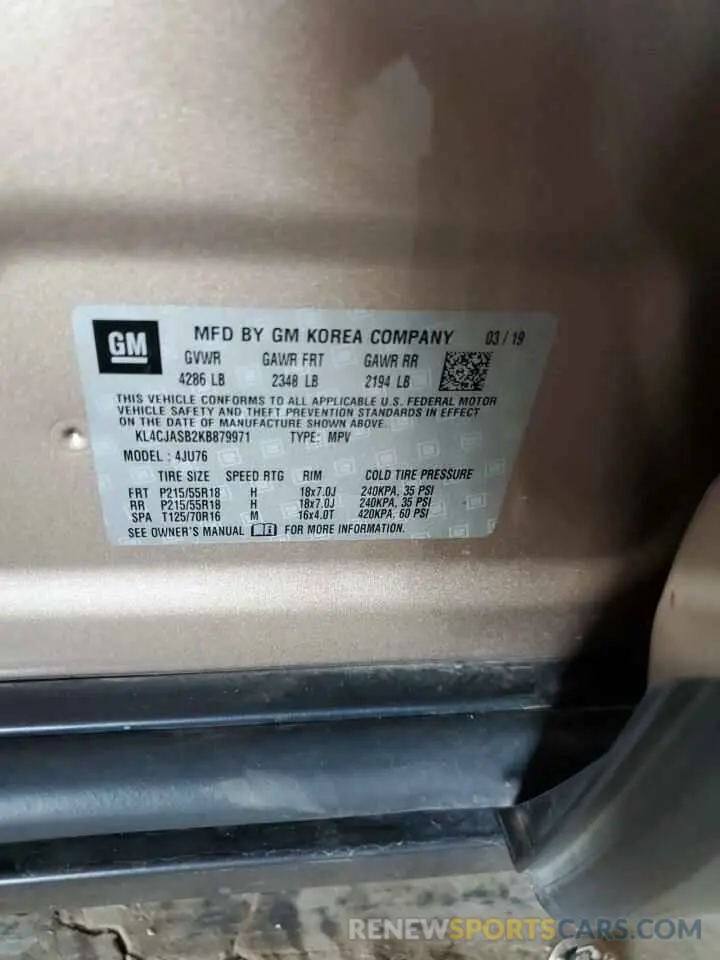 GM
MFD BY GM KOREA COMPANY 03/19
GVWR GAWR FRT GAWR RR
4286 LB 2348 LB 2194 LB
THIS VEHICLE CONFORMS TO ALL APPLICABLE U.S. FEDERAL MOTOR
VEHICLE SAFETY AND THEFT PREVENTION STANDARDS IN EFFECT
ON THE DATE OF MANUFACTURE SHOWN ABOVE.
KL4CJASB2KB879971 TYPE: MPV
MODEL : 4JU76
TIRE SIZE SPEED RTG RIM COLD TIRE PRESSURE
FRT P215/55R18 H 18x7.0J 240KPA, 35 PSI
RR P215/55R18 H 18x7.0J 240KPA, 35 PSI
SPA T125/70R16 M 16x4.0T 420KPA, 60 PSI
SEE OWNER'S MANUAL FOR MORE INFORMATION.
RENEWSPORTSCARS.COM